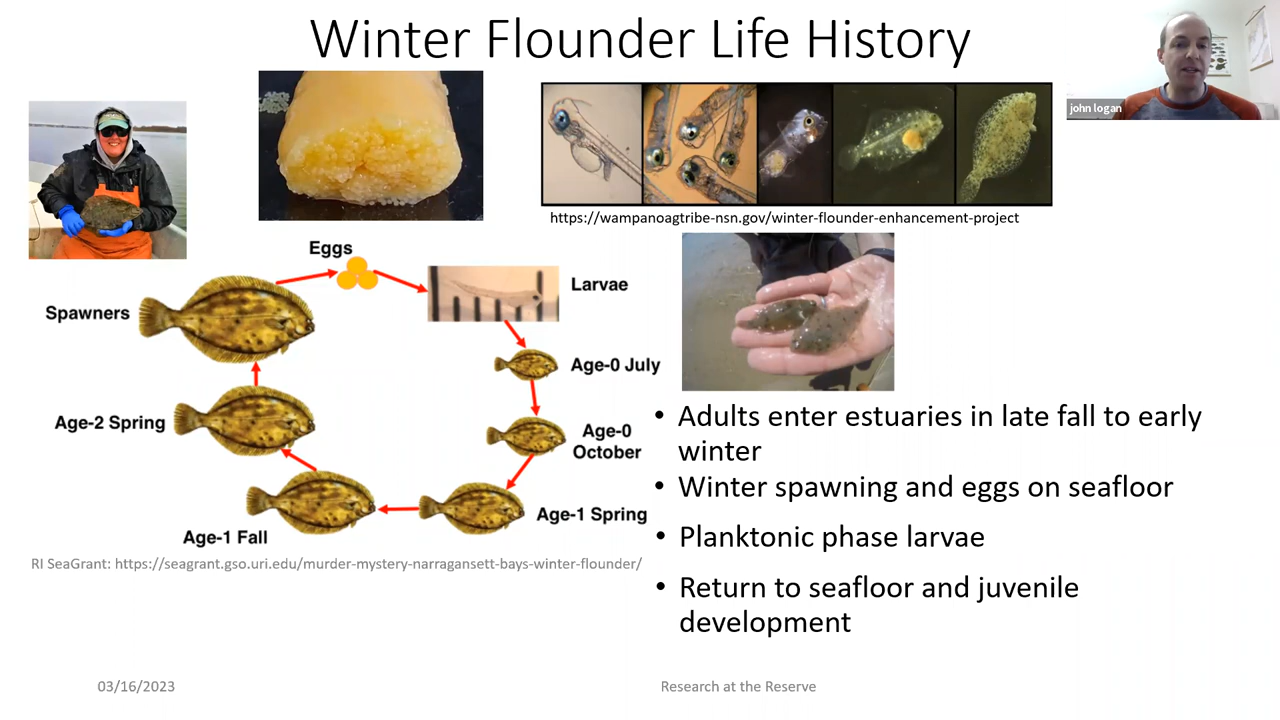 Winter Flounder Life History
john logan
https://wampanoagtribe-nsn.gov/winter-flounder-enhancement-project
Eggs
Larvae
Spawners
Age-0 July
Age-2 Spring
Age-0
October
Age-1 Spring
Age-1 Fall
RI SeaGrant: https://seagrant.gso.uri.edu/murder-mystery-narragansett-bays-winter-flounder/
• Adults enter estuaries in late fall to early
winter
• Winter spawning and eggs on seafloor
• Planktonic phase larvae
• Return to seafloor and juvenile
development
03/16/2023
Research at the Reserve